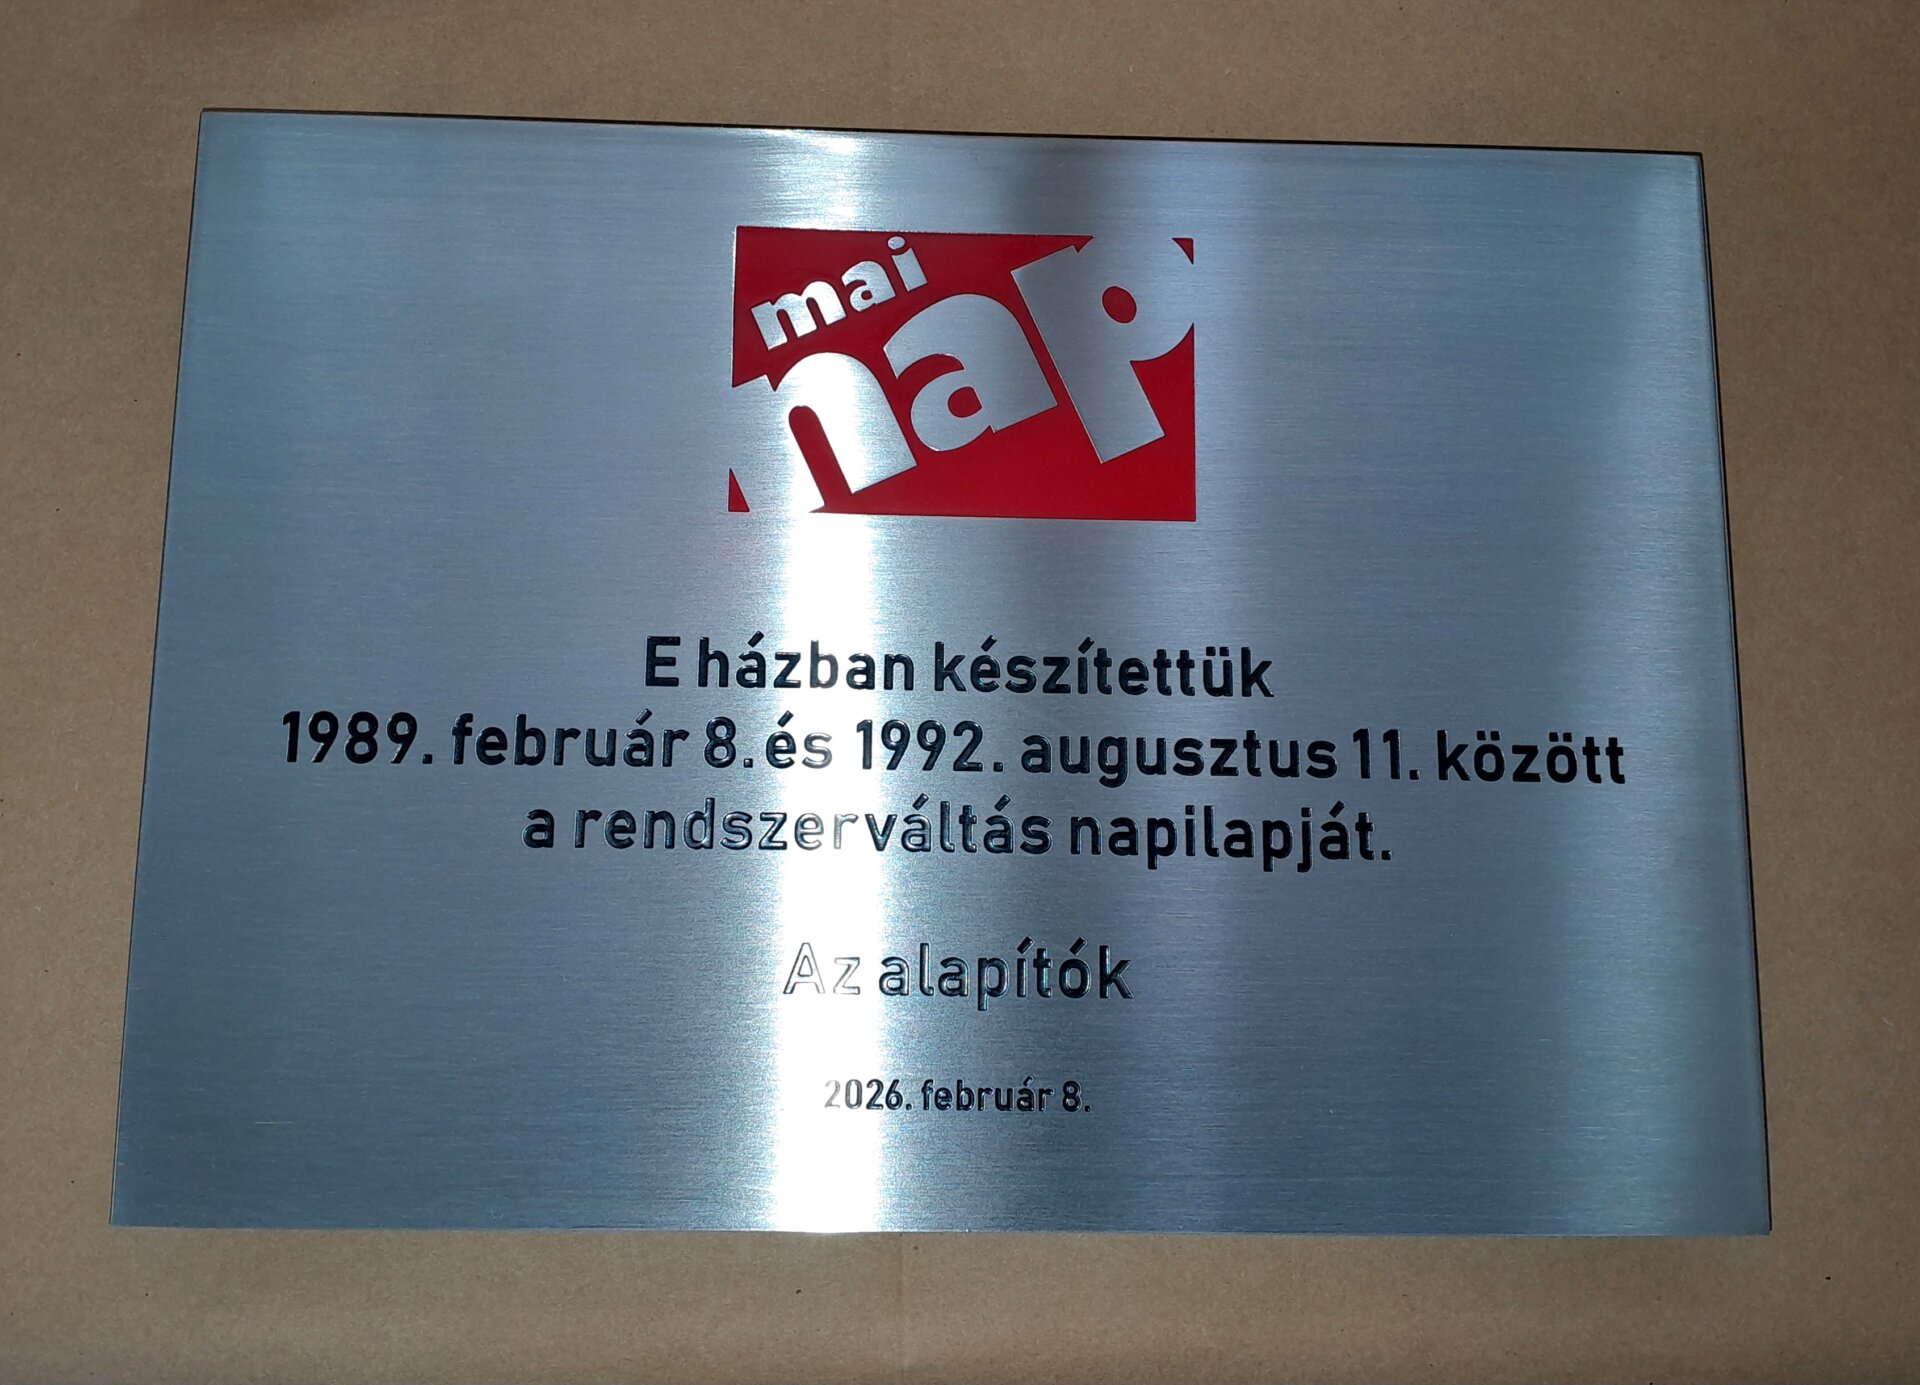 mai
nap
E házban készítettük
1989. február 8. és 1992. augusztus 11. között
a rendszerváltás napilapját.
Az alapítók
2026. február 8.